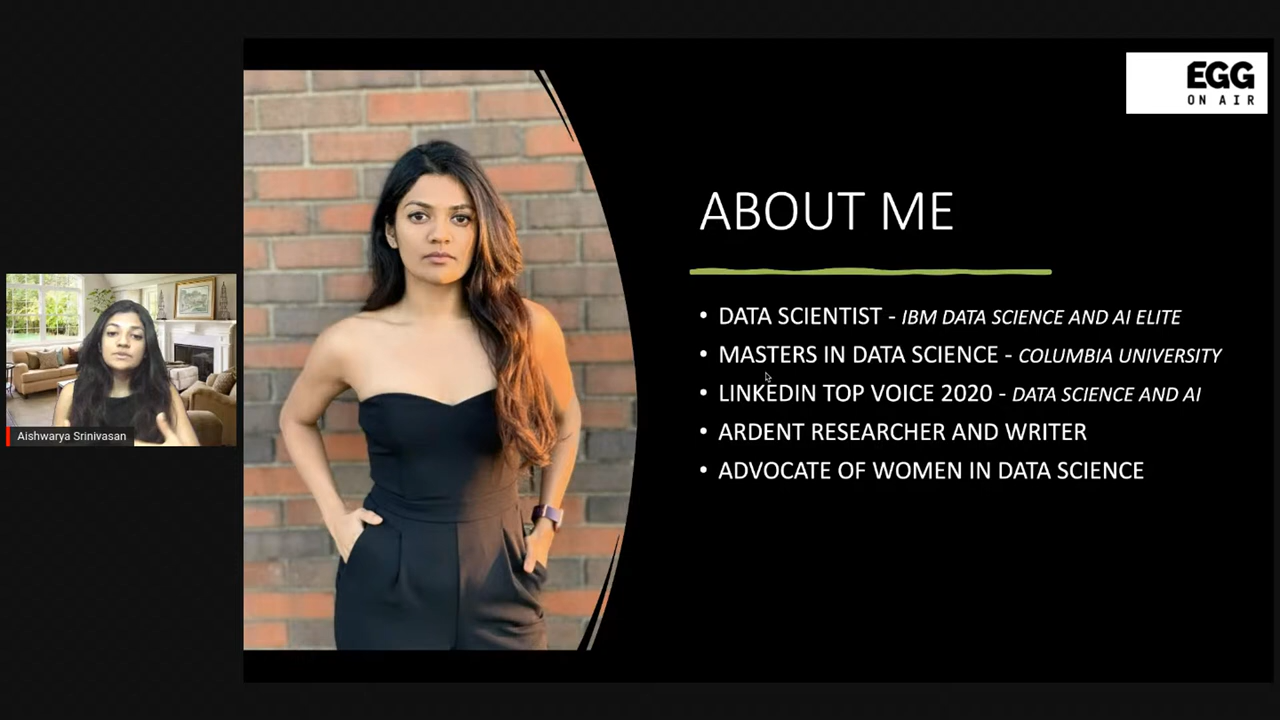 EGG
ON AIR
ABOUT ME
• DATA SCIENTIST - IBM DATA SCIENCE AND AI ELITE
• MASTERS IN DATA SCIENCE - COLUMBIA UNIVERSITY
• LINKEDIN TOP VOICE 2020 - DATA SCIENCE AND AI
• ARDENT RESEARCHER AND WRITER
• ADVOCATE OF WOMEN IN DATA SCIENCE
Aishwarya Srinivasan